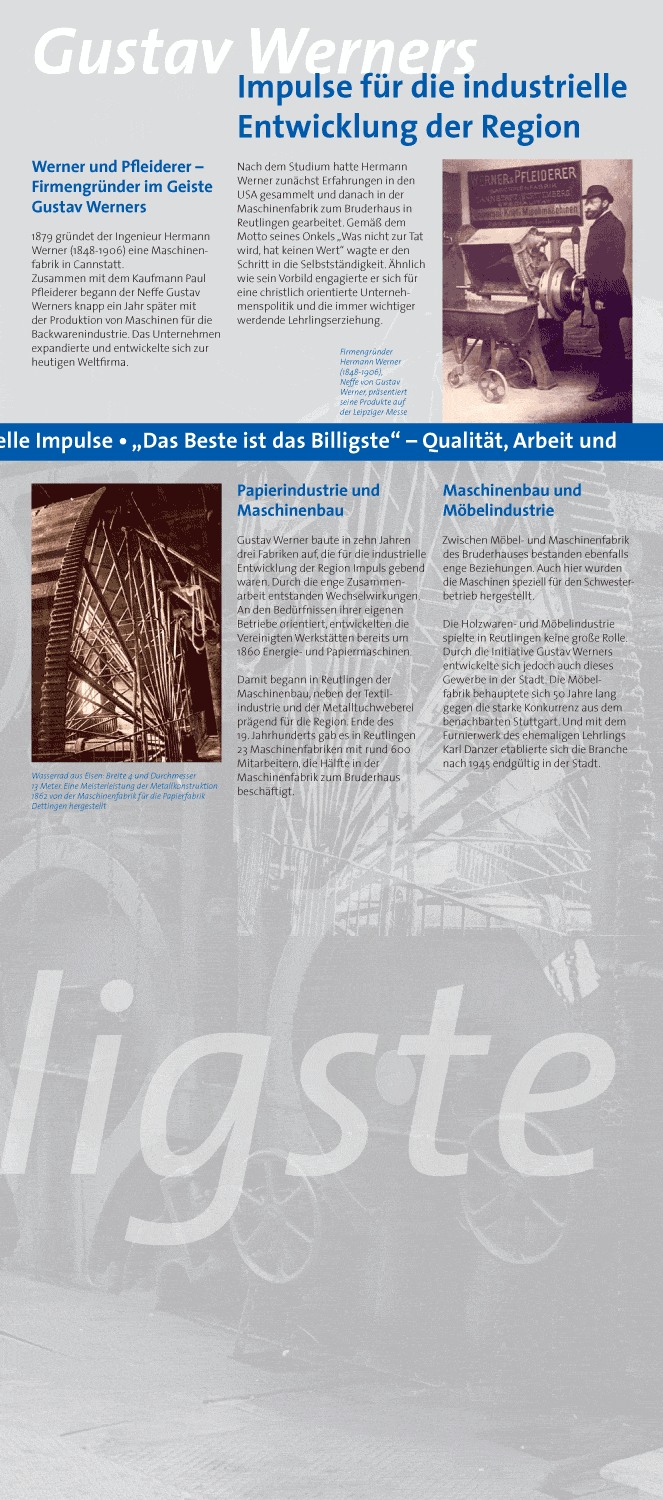 Gustav Werners
Impulse für die industrielle
Entwicklung der Region
Werner und Pfleiderer –
Firmengründer im Geiste
Gustav Werners
1879 gründet der Ingenieur Hermann
Werner (1848-1906) eine Maschinen-
fabrik in Cannstatt.
Zusammen mit dem Kaufmann Paul
Pfleiderer begann der Neffe Gustav
Werners knapp ein Jahr später mit
der Produktion von Maschinen für die
Backwarenindustrie. Das Unternehmen
expandierte und entwickelte sich zur
heutigen Weltfirma.
Nach dem Studium hatte Hermann
Werner zunächst Erfahrungen in den
USA gesammelt und danach in der
Maschinenfabrik zum Bruderhaus in
Reutlingen gearbeitet. Gemäß dem
Motto seines Onkels „Was nicht zur Tat
wird, hat keinen Wert“ wagte er den
Schritt in die Selbstständigkeit. Ähnlich
wie sein Vorbild engagierte er sich für
eine christlich orientierte Unterneh-
menspolitik und die immer wichtiger
werdende Lehrlingserziehung.
Firmengründer
Hermann Werner
(1848-1906),
Neffe von Gustav
Werner, präsentiert
seine Produkte auf
der Leipziger Messe
WERNER & PFLEIDERER
MASCHINENFABRIK
elle Impulse • „Das Beste ist das Billigste“ – Qualität, Arbeit und
Wasserrad aus Eisen: Breite 4 und Durchmesser
13 Meter. Eine Meisterleistung der Metallkonstruktion
1862 von der Maschinenfabrik für die Papierfabrik
Dettingen hergestellt
Papierindustrie und
Maschinenbau
Gustav Werner baute in zehn Jahren
drei Fabriken auf, die für die industrielle
Entwicklung der Region Impuls gebend
waren. Durch die enge Zusammen-
arbeit entstanden Wechselwirkungen.
An den Bedürfnissen ihrer eigenen
Betriebe orientiert, entwickelten die
Vereinigten Werkstätten bereits um
1860 Energie- und Papiermaschinen.
Damit begann in Reutlingen der
Maschinenbau, neben der Textil-
industrie und der Metalltuchweberei
prägend für die Region. Ende des
19. Jahrhunderts gab es in Reutlingen
23 Maschinenfabriken mit rund 600
Mitarbeitern, die Hälfte in der
Maschinenfabrik zum Bruderhaus
beschäftigt.
Maschinenbau und
Möbelindustrie
Zwischen Möbel- und Maschinenfabrik
des Bruderhauses bestanden ebenfalls
enge Beziehungen. Auch hier wurden
die Maschinen speziell für den Schwester-
betrieb hergestellt.
Die Holzwaren- und Möbelindustrie
spielte in Reutlingen keine große Rolle.
Durch die Initiative Gustav Werners
entwickelte sich jedoch auch dieses
Gewerbe in der Stadt. Die Möbel-
fabrik behauptete sich 50 Jahre lang
gegen die starke Konkurrenz aus dem
benachbarten Stuttgart. Und mit dem
Furnierwerk des ehemaligen Lehrlings
Karl Danzer etablierte sich die Branche
nach 1945 endgültig in der Stadt.
ligste